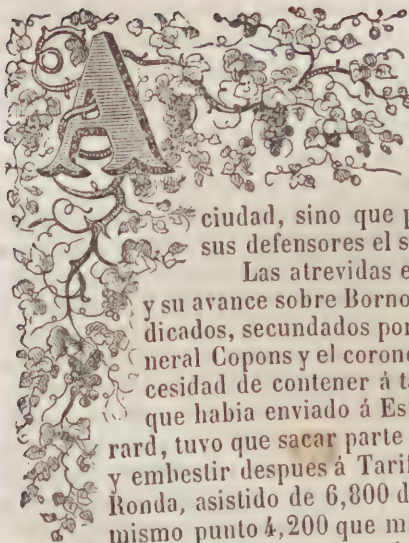 A
ciudad, sino que p
sus defensores el s
Las atrevidas e
y su avance sobre Borno
dicados, secundados por
neral Copons y el corone
cesidad de contener á ta
que habia enviado á Es
rard, tuvo que sacar parte
y embestir despues á Tarif
Ronda, asistido de 6,800 d
mismo punto 4,200 que m